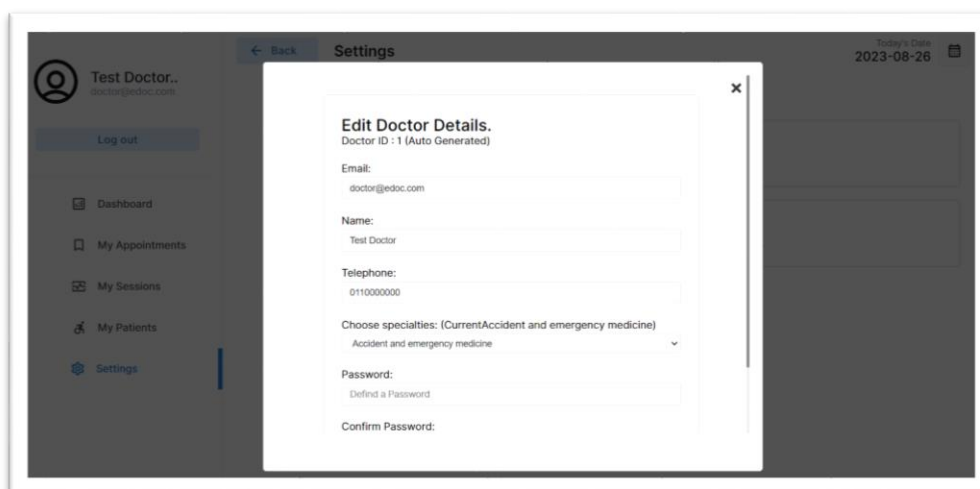 ← Back
Settings
Today's Date
2023-08-26
Test Doctor..
doctor@edoc.com
Log out
Dashboard
My Appointments
My Sessions
My Patients
Settings
Edit Doctor Details.
Doctor ID : 1 (Auto Generated)
Email:
doctor@edoc.com
Name:
Test Doctor
Telephone:
0110000000
Choose specialties: (CurrentAccident and emergency medicine)
Accident and emergency medicine
Password:
Defind a Password
Confirm Password: